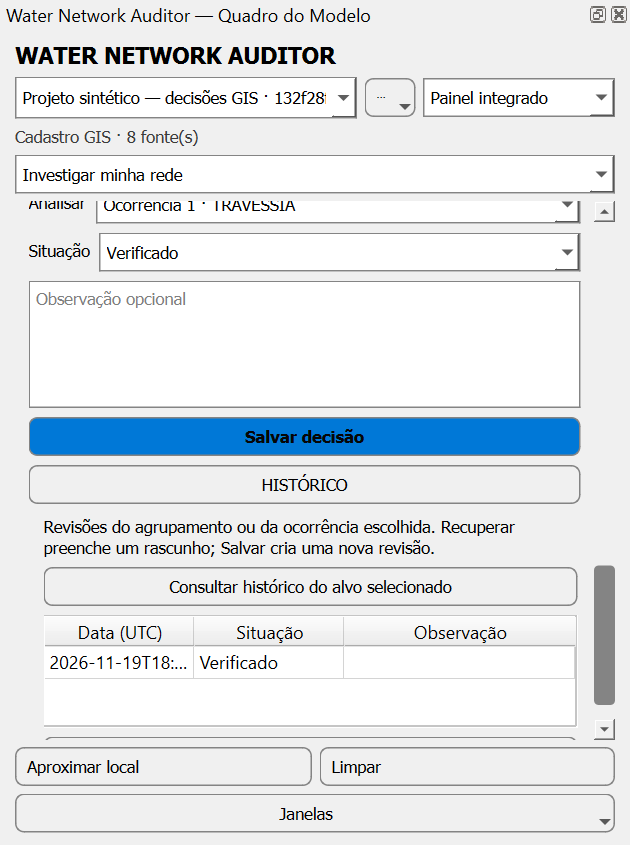 Water Network Auditor — Quadro do Modelo
WATER NETWORK AUDITOR
Projeto sintético — decisões GIS · 132f28
...
Painel integrado
Cadastro GIS · 8 fonte(s)
Investigar minha rede
Analisar
Ocorrência 1 · TRAVESSIA
Situação
Verificado
Observação opcional
Salvar decisão
HISTÓRICO
Revisões do agrupamento ou da ocorrência escolhida. Recuperar
preenche um rascunho; Salvar cria uma nova revisão.
Consultar histórico do alvo selecionado
Data (UTC) Situação Observação
2026-11-19T18:... Verificado
Aproximar local
Limpar
Janelas